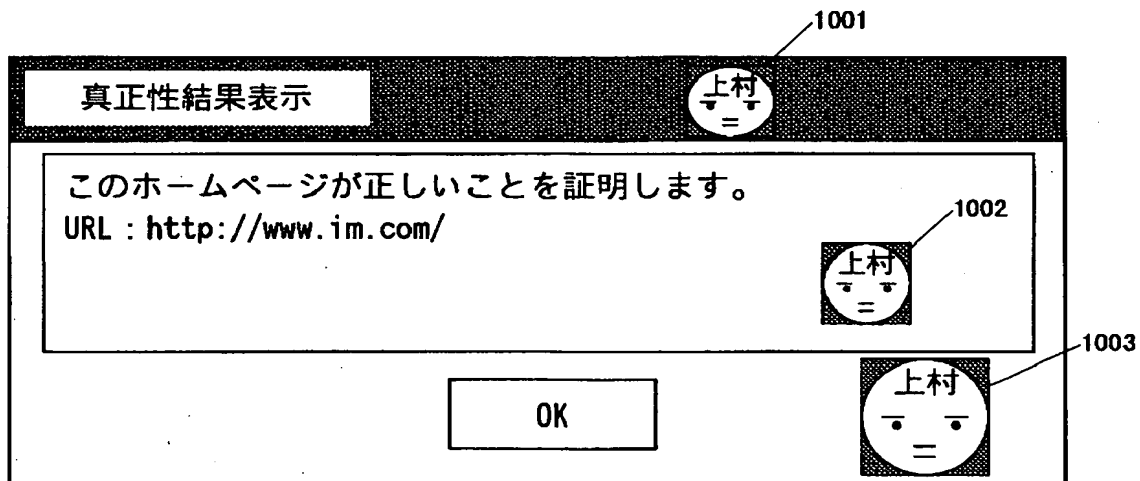 1001
真正性結果表示
上村
このホームページが正しいことを証明します。
URL：http://www.im.com/
1002
上村
1003
上村
OK